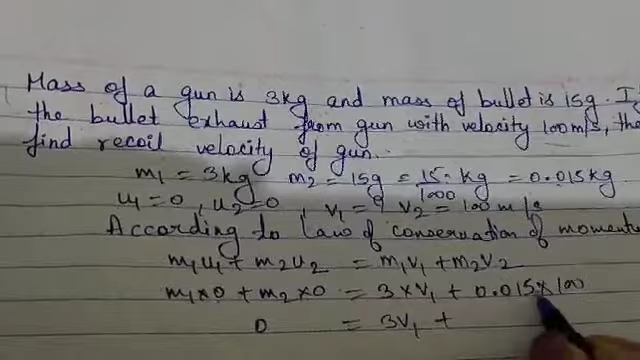 Mass of a gun is 3kg and mass of bullet is 15g. If
the bullet exhaust from gun with velocity 100m/s, the
find recoil velocity of gun.
m₁ = 3kg m₂ = 15g = 15/1000 kg = 0.015kg
u₁ = 0, u₂ = 0, v₁ = ? v₂ = 100 m/s
According to law of conservation of momentu
m₁u₁ + m₂u₂ = m₁v₁ + m₂v₂
m₁×0 + m₂×0 = 3×v₁ + 0.015×100
0 = 3v₁ +